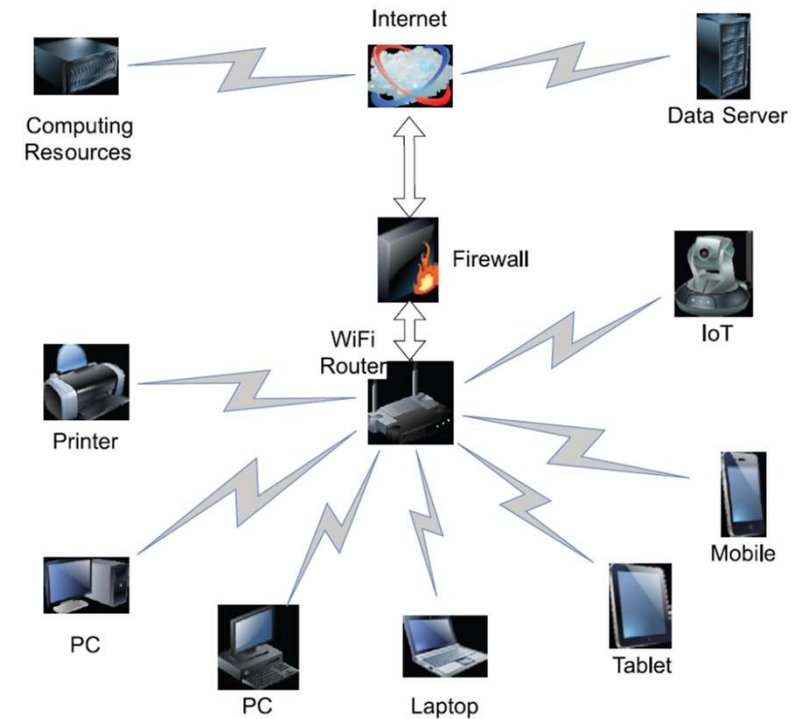 Internet
Computing
Resources
Data Server
Firewall
WiFi
Router
IoT
Printer
Mobile
PC
Tablet
PC
Laptop